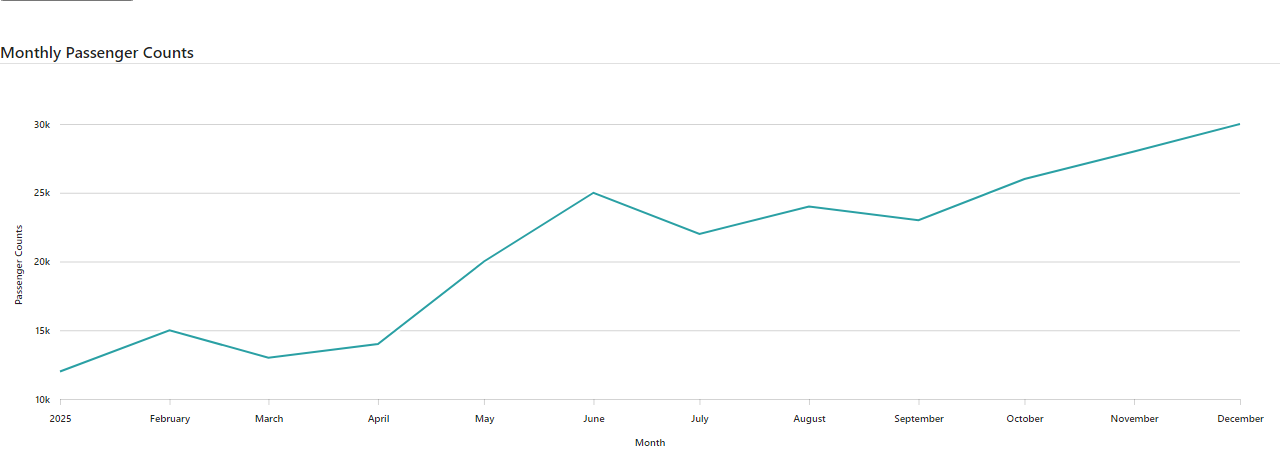 Monthly Passenger Counts
30k
25k
20k
15k
10k
Passenger Counts
2025 February March April May June July August September October November December
Month